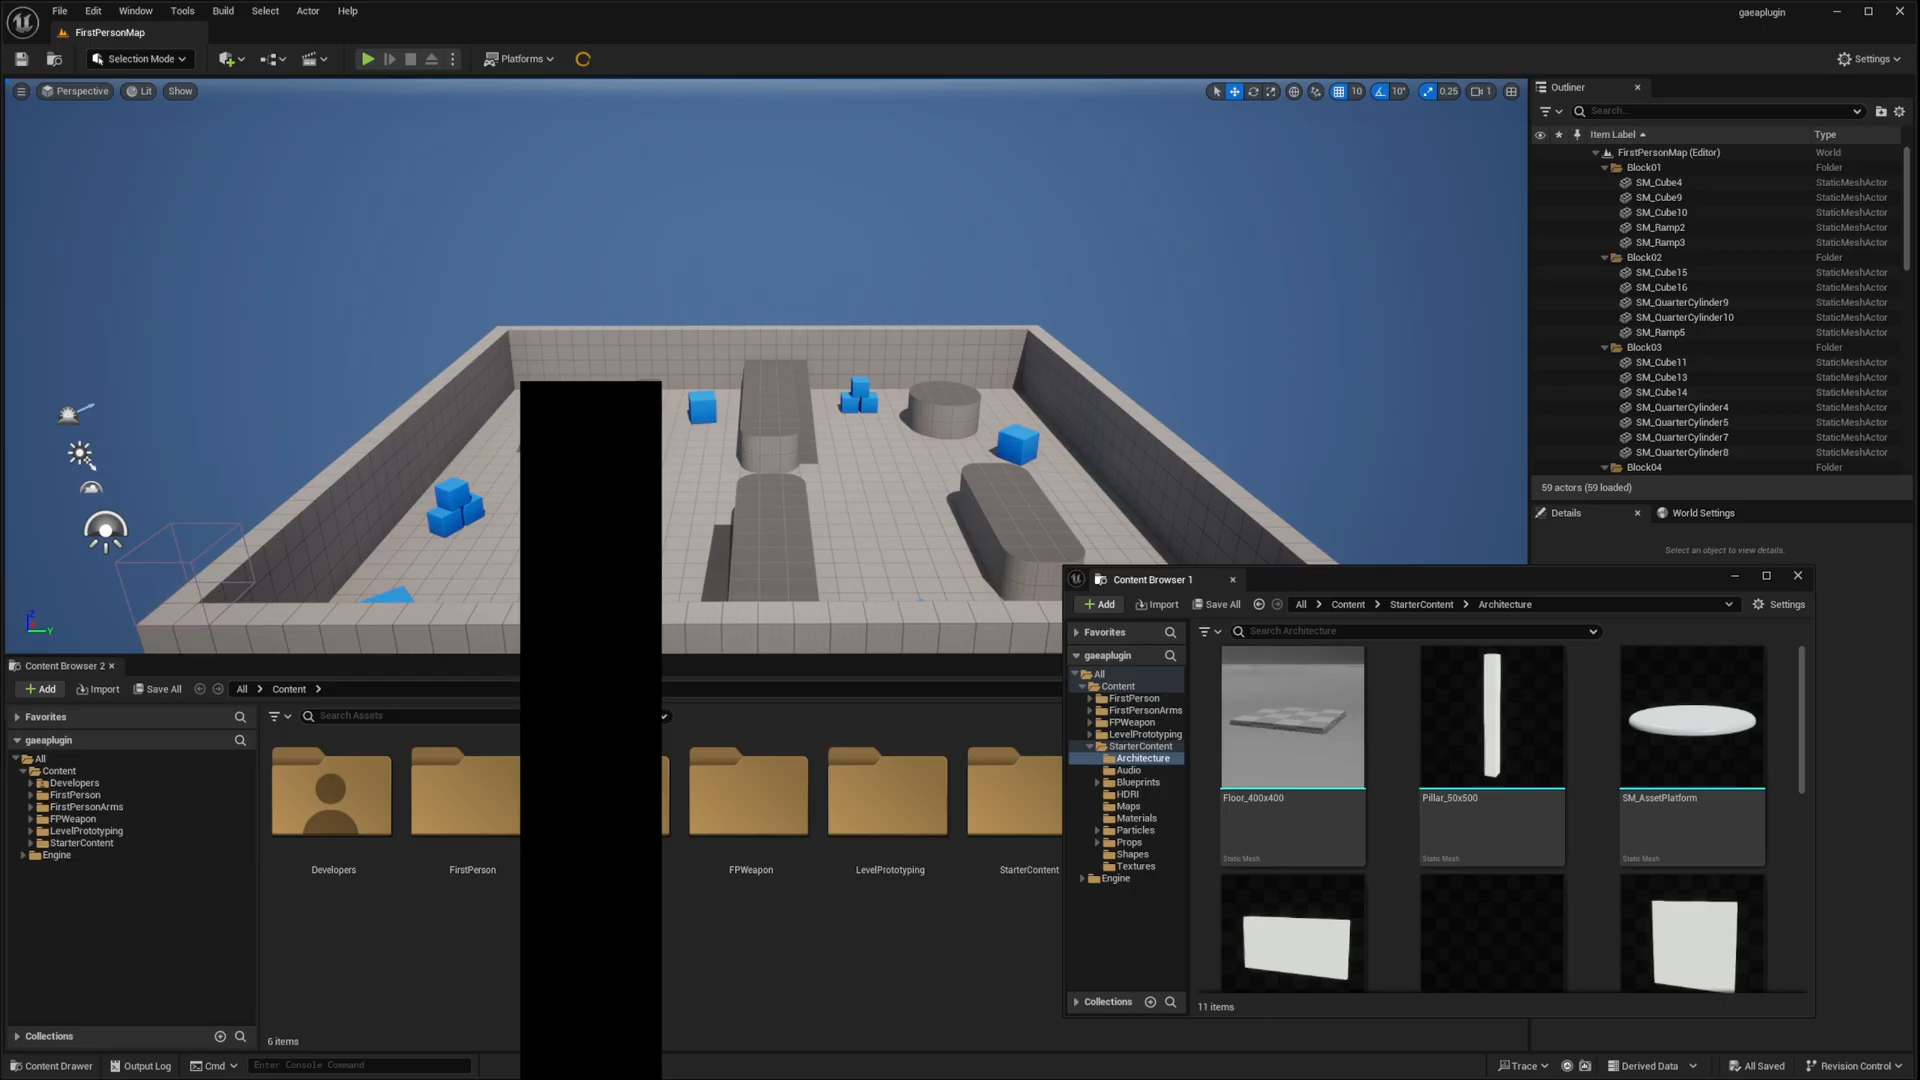 File Edit Window Tools Build Select Actor Help
gaeaplugin
FirstPersonMap
Selection Mode
Platforms
Settings
Perspective Lit Show
10 10° 0.25 1
Outliner
Search...
Item Label Type
FirstPersonMap (Editor) World
Block01 Folder
SM_Cube4 StaticMeshActor
SM_Cube9 StaticMeshActor
SM_Cube10 StaticMeshActor
SM_Ramp2 StaticMeshActor
SM_Ramp3 StaticMeshActor
Block02 Folder
SM_Cube15 StaticMeshActor
SM_Cube16 StaticMeshActor
SM_QuarterCylinder9 StaticMeshActor
SM_QuarterCylinder10 StaticMeshActor
SM_Ramp5 StaticMeshActor
Block03 Folder
SM_Cube11 StaticMeshActor
SM_Cube13 StaticMeshActor
SM_Cube14 StaticMeshActor
SM_QuarterCylinder4 StaticMeshActor
SM_QuarterCylinder5 StaticMeshActor
SM_QuarterCylinder7 StaticMeshActor
SM_QuarterCylinder8 StaticMeshActor
Block04 Folder
59 actors (59 loaded)
Details World Settings
Select an object to view details.
Z
Y
Content Browser 2
Add Import Save All All Content
Favorites
Search Assets
gaeaplugin
All
Content
Developers
FirstPerson
FirstPersonArms
FPWeapon
LevelPrototyping
StarterContent
Engine
Developers FirstPerson FPWeapon LevelPrototyping StarterContent
Collections
6 items
Content Browser 1
Add Import Save All All Content StarterContent Architecture Settings
Favorites
Search Architecture
gaeaplugin
All
Content
FirstPerson
FirstPersonArms
FPWeapon
LevelPrototyping
StarterContent
Architecture
Audio
Blueprints
HDRI
Maps
Materials
Particles
Props
Shapes
Textures
Engine
Floor_400x400 Pillar_50x500 SM_AssetPlatform
Static Mesh Static Mesh Static Mesh
Collections
11 items
Content Drawer Output Log Cmd Enter Console Command
Trace Derived Data All Saved Revision Control